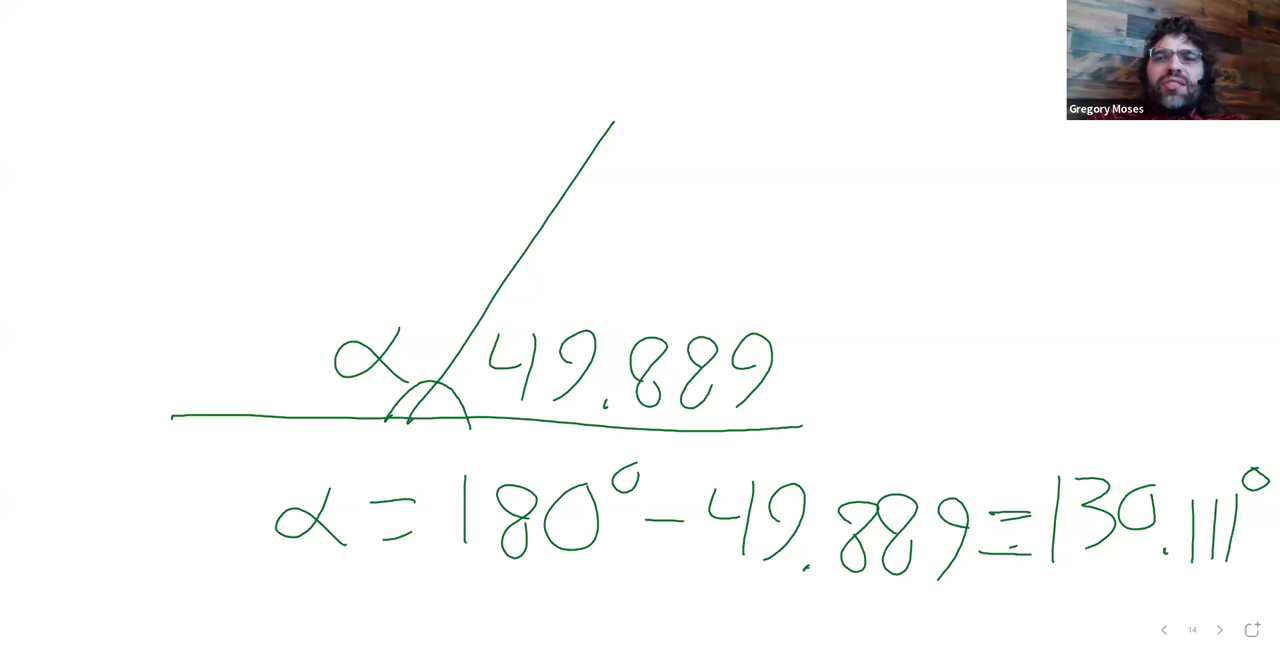 Gregory Moses
α 49.889
α = 180° - 49.889 = 130.111°
14